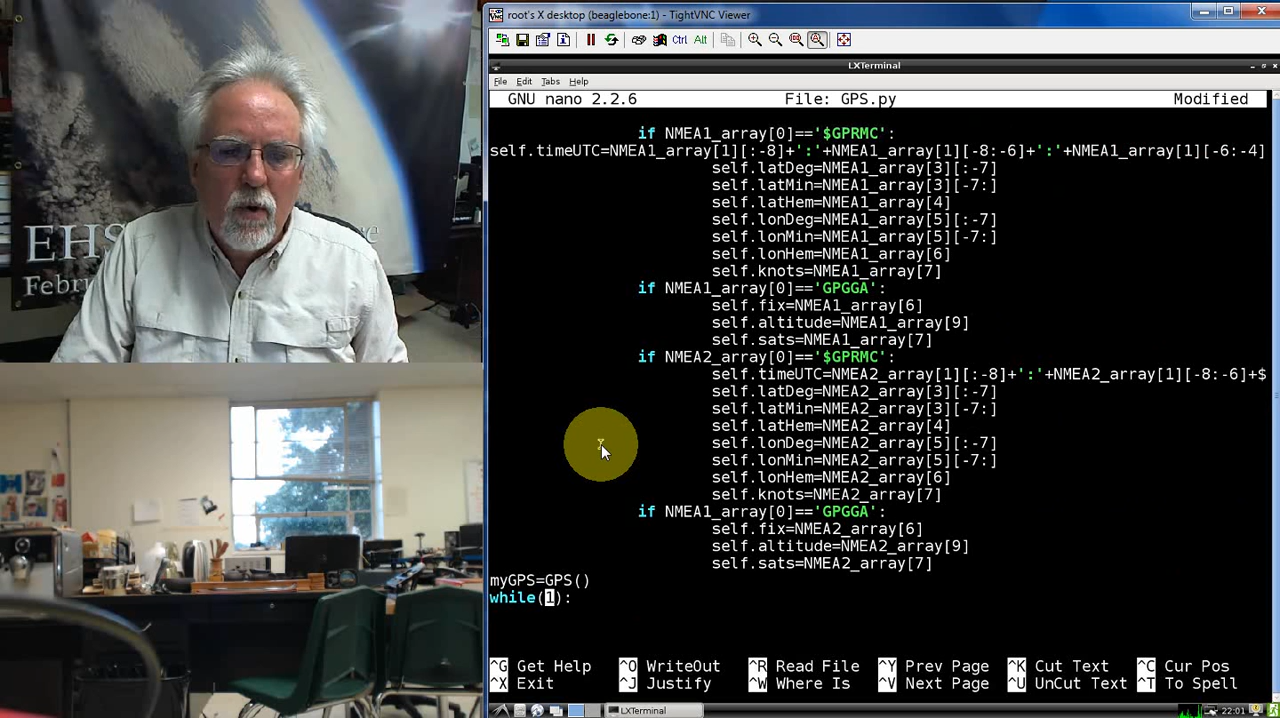 root's X desktop (beaglebone:1) - TightVNC Viewer
Ctrl Alt
LXTerminal
File Edit Tabs Help
GNU nano 2.2.6 File: GPS.py Modified
if NMEA1_array[0]=='$GPRMC':
self.timeUTC=NMEA1_array[1][:-8]+':'+NMEA1_array[1][-8:-6]+':'+NMEA1_array[1][-6:-4]
self.latDeg=NMEA1_array[3][:-7]
self.latMin=NMEA1_array[3][-7:]
self.latHem=NMEA1_array[4]
self.lonDeg=NMEA1_array[5][:-7]
self.lonMin=NMEA1_array[5][-7:]
self.lonHem=NMEA1_array[6]
self.knots=NMEA1_array[7]
if NMEA1_array[0]=='GPGGA':
self.fix=NMEA1_array[6]
self.altitude=NMEA1_array[9]
self.sats=NMEA1_array[7]
if NMEA2_array[0]=='$GPRMC':
self.timeUTC=NMEA2_array[1][:-8]+':'+NMEA2_array[1][-8:-6]+$
self.latDeg=NMEA2_array[3][:-7]
self.latMin=NMEA2_array[3][-7:]
self.latHem=NMEA2_array[4]
self.lonDeg=NMEA2_array[5][:-7]
self.lonMin=NMEA2_array[5][-7:]
self.lonHem=NMEA2_array[6]
self.knots=NMEA2_array[7]
if NMEA1_array[0]=='GPGGA':
self.fix=NMEA2_array[6]
self.altitude=NMEA2_array[9]
self.sats=NMEA2_array[7]
myGPS=GPS()
while(1):
^G Get Help ^O WriteOut ^R Read File ^Y Prev Page ^K Cut Text ^C Cur Pos
^X Exit ^J Justify ^W Where Is ^V Next Page ^U UnCut Text ^T To Spell
LXTerminal 22:01
EHS